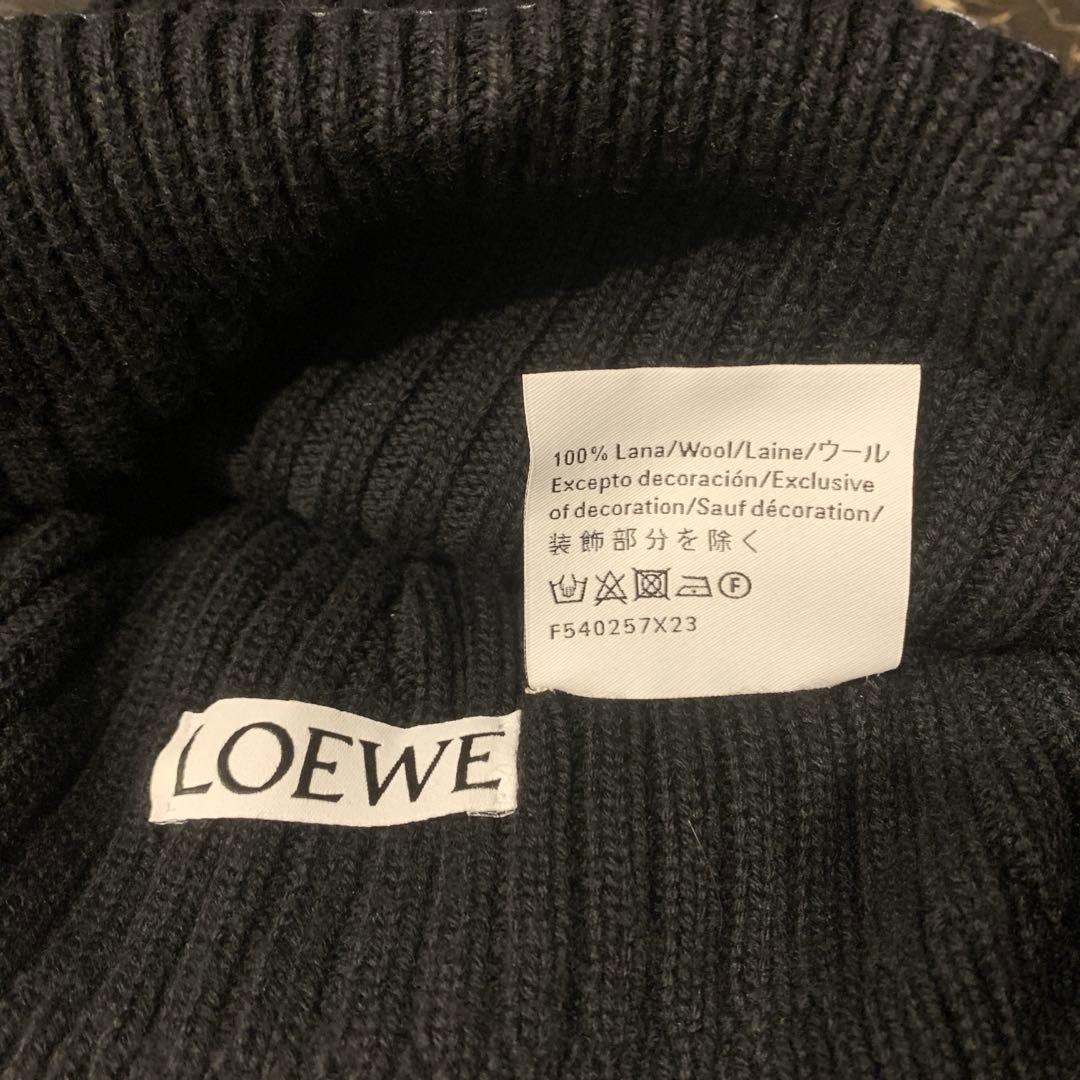 100% Lana/Wool/Laine/ウール
Excepto decoración/Exclusive
of decoration/Sauf décoration/
装飾部分を除く
F
F540257X23
LOEWE